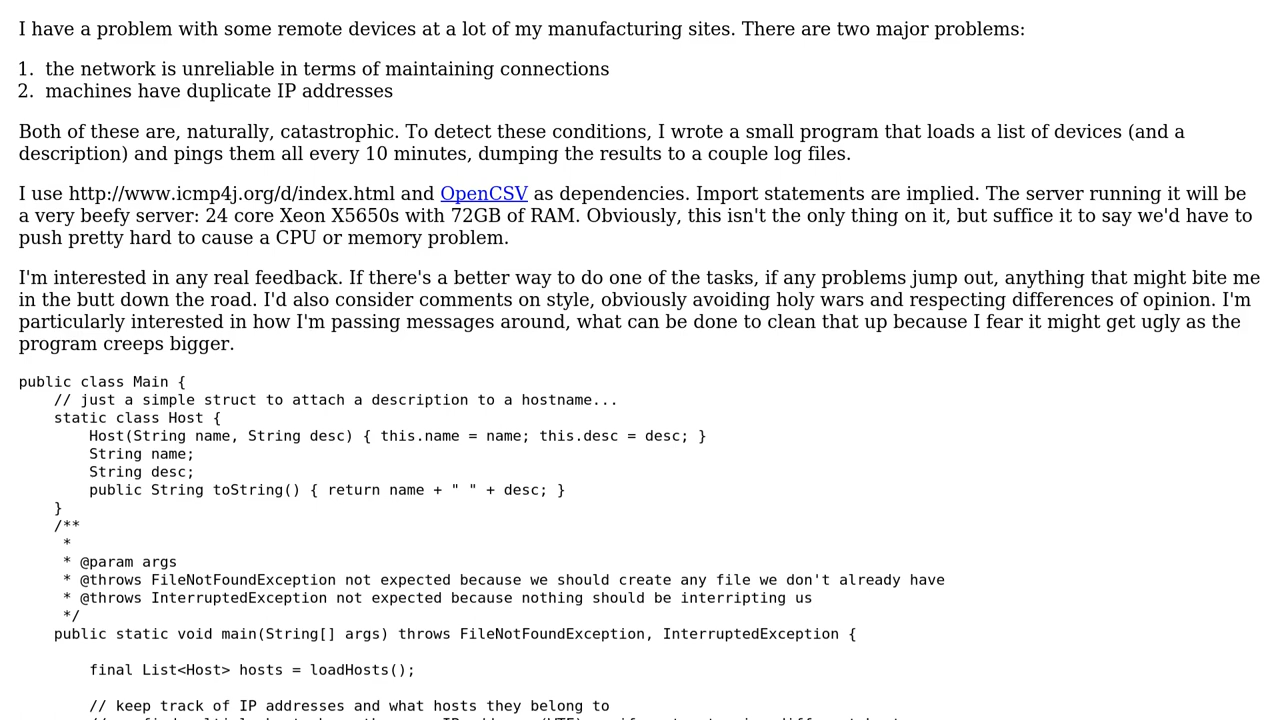 I have a problem with some remote devices at a lot of my manufacturing sites. There are two major problems:
1. the network is unreliable in terms of maintaining connections
2. machines have duplicate IP addresses
Both of these are, naturally, catastrophic. To detect these conditions, I wrote a small program that loads a list of devices (and a
description) and pings them all every 10 minutes, dumping the results to a couple log files.
I use http://www.icmp4j.org/d/index.html and OpenCSV as dependencies. Import statements are implied. The server running it will be
a very beefy server: 24 core Xeon X5650s with 72GB of RAM. Obviously, this isn't the only thing on it, but suffice it to say we'd have to
push pretty hard to cause a CPU or memory problem.
I'm interested in any real feedback. If there's a better way to do one of the tasks, if any problems jump out, anything that might bite me
in the butt down the road. I'd also consider comments on style, obviously avoiding holy wars and respecting differences of opinion. I'm
particularly interested in how I'm passing messages around, what can be done to clean that up because I fear it might get ugly as the
program creeps bigger.
public class Main {
    // just a simple struct to attach a description to a hostname...
    static class Host {
        Host(String name, String desc) { this.name = name; this.desc = desc; }
        String name;
        String desc;
        public String toString() { return name + " " + desc; }
    }
    /**
     *
     * @param args
     * @throws FileNotFoundException not expected because we should create any file we don't already have
     * @throws InterruptedException not expected because nothing should be interripting us
     */
    public static void main(String[] args) throws FileNotFoundException, InterruptedException {
        final List<Host> hosts = loadHosts();
        // keep track of IP addresses and what hosts they belong to